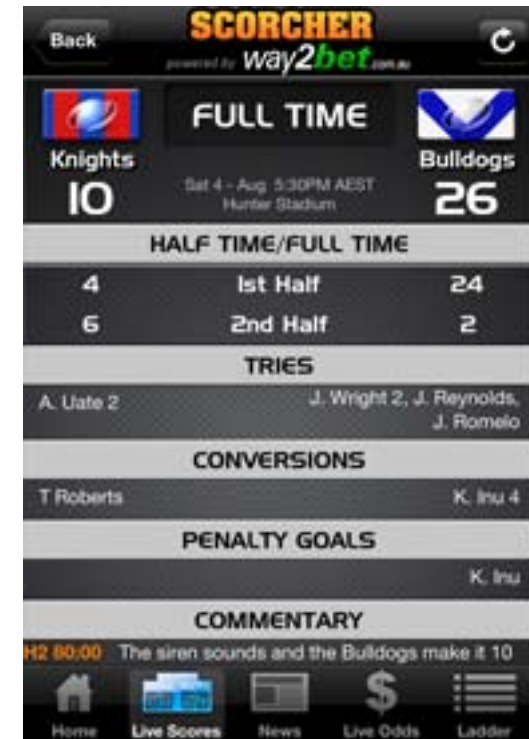 Back
SCORCHER
powered by way2bet.com.au
FULL TIME
Knights
Bulldogs
10
Sat 4 - Aug 5:30PM AEST
Hunter Stadium
26
HALF TIME/FULL TIME
4 1st Half 24
6 2nd Half 2
TRIES
A. Uate 2
J. Wright 2, J. Reynolds,
J. Romelo
CONVERSIONS
T Roberts K. Inu 4
PENALTY GOALS
K. Inu
COMMENTARY
H2 80:00 The siren sounds and the Bulldogs make it 10
Home Live Scores News Live Odds Ladder